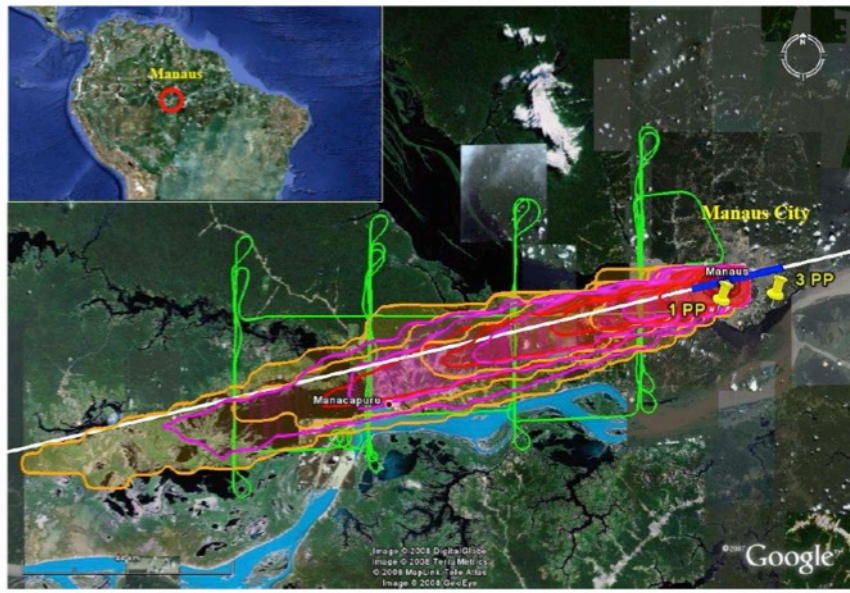 Manaus
N
Manaus City
Manaus
3 PP
1 PP
Manacapuru
Image © 2008 DigitalGlobe
Image © 2008 TerraMetrics
© 2008 MapLink Tele Atlas
Image © 2008 GeoEye
©2007 Google